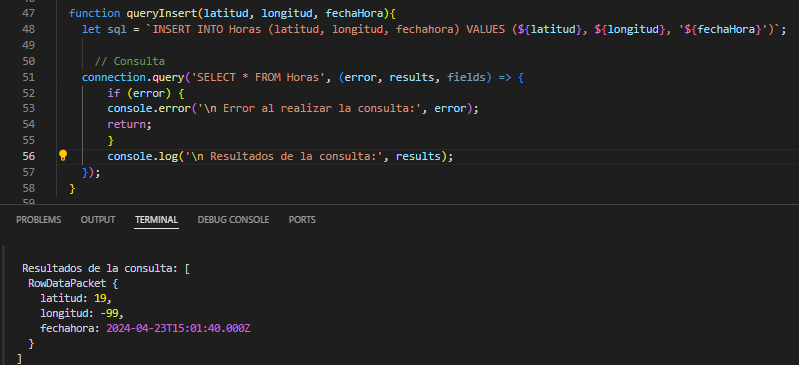 47 function queryInsert(latitud, longitud, fechaHora){
48 let sql = `INSERT INTO Horas (latitud, longitud, fechahora) VALUES (${latitud}, ${longitud}, '${fechaHora}')`;
49
50 // Consulta
51 connection.query('SELECT * FROM Horas', (error, results, fields) => {
52 if (error) {
53 console.error('\n Error al realizar la consulta:', error);
54 return;
55 }
56 console.log('\n Resultados de la consulta:', results);
57 });
58 }
59
PROBLEMS OUTPUT TERMINAL DEBUG CONSOLE PORTS
Resultados de la consulta: [
RowDataPacket {
latitud: 19,
longitud: -99,
fechahora: 2024-04-23T15:01:40.000Z
}
]